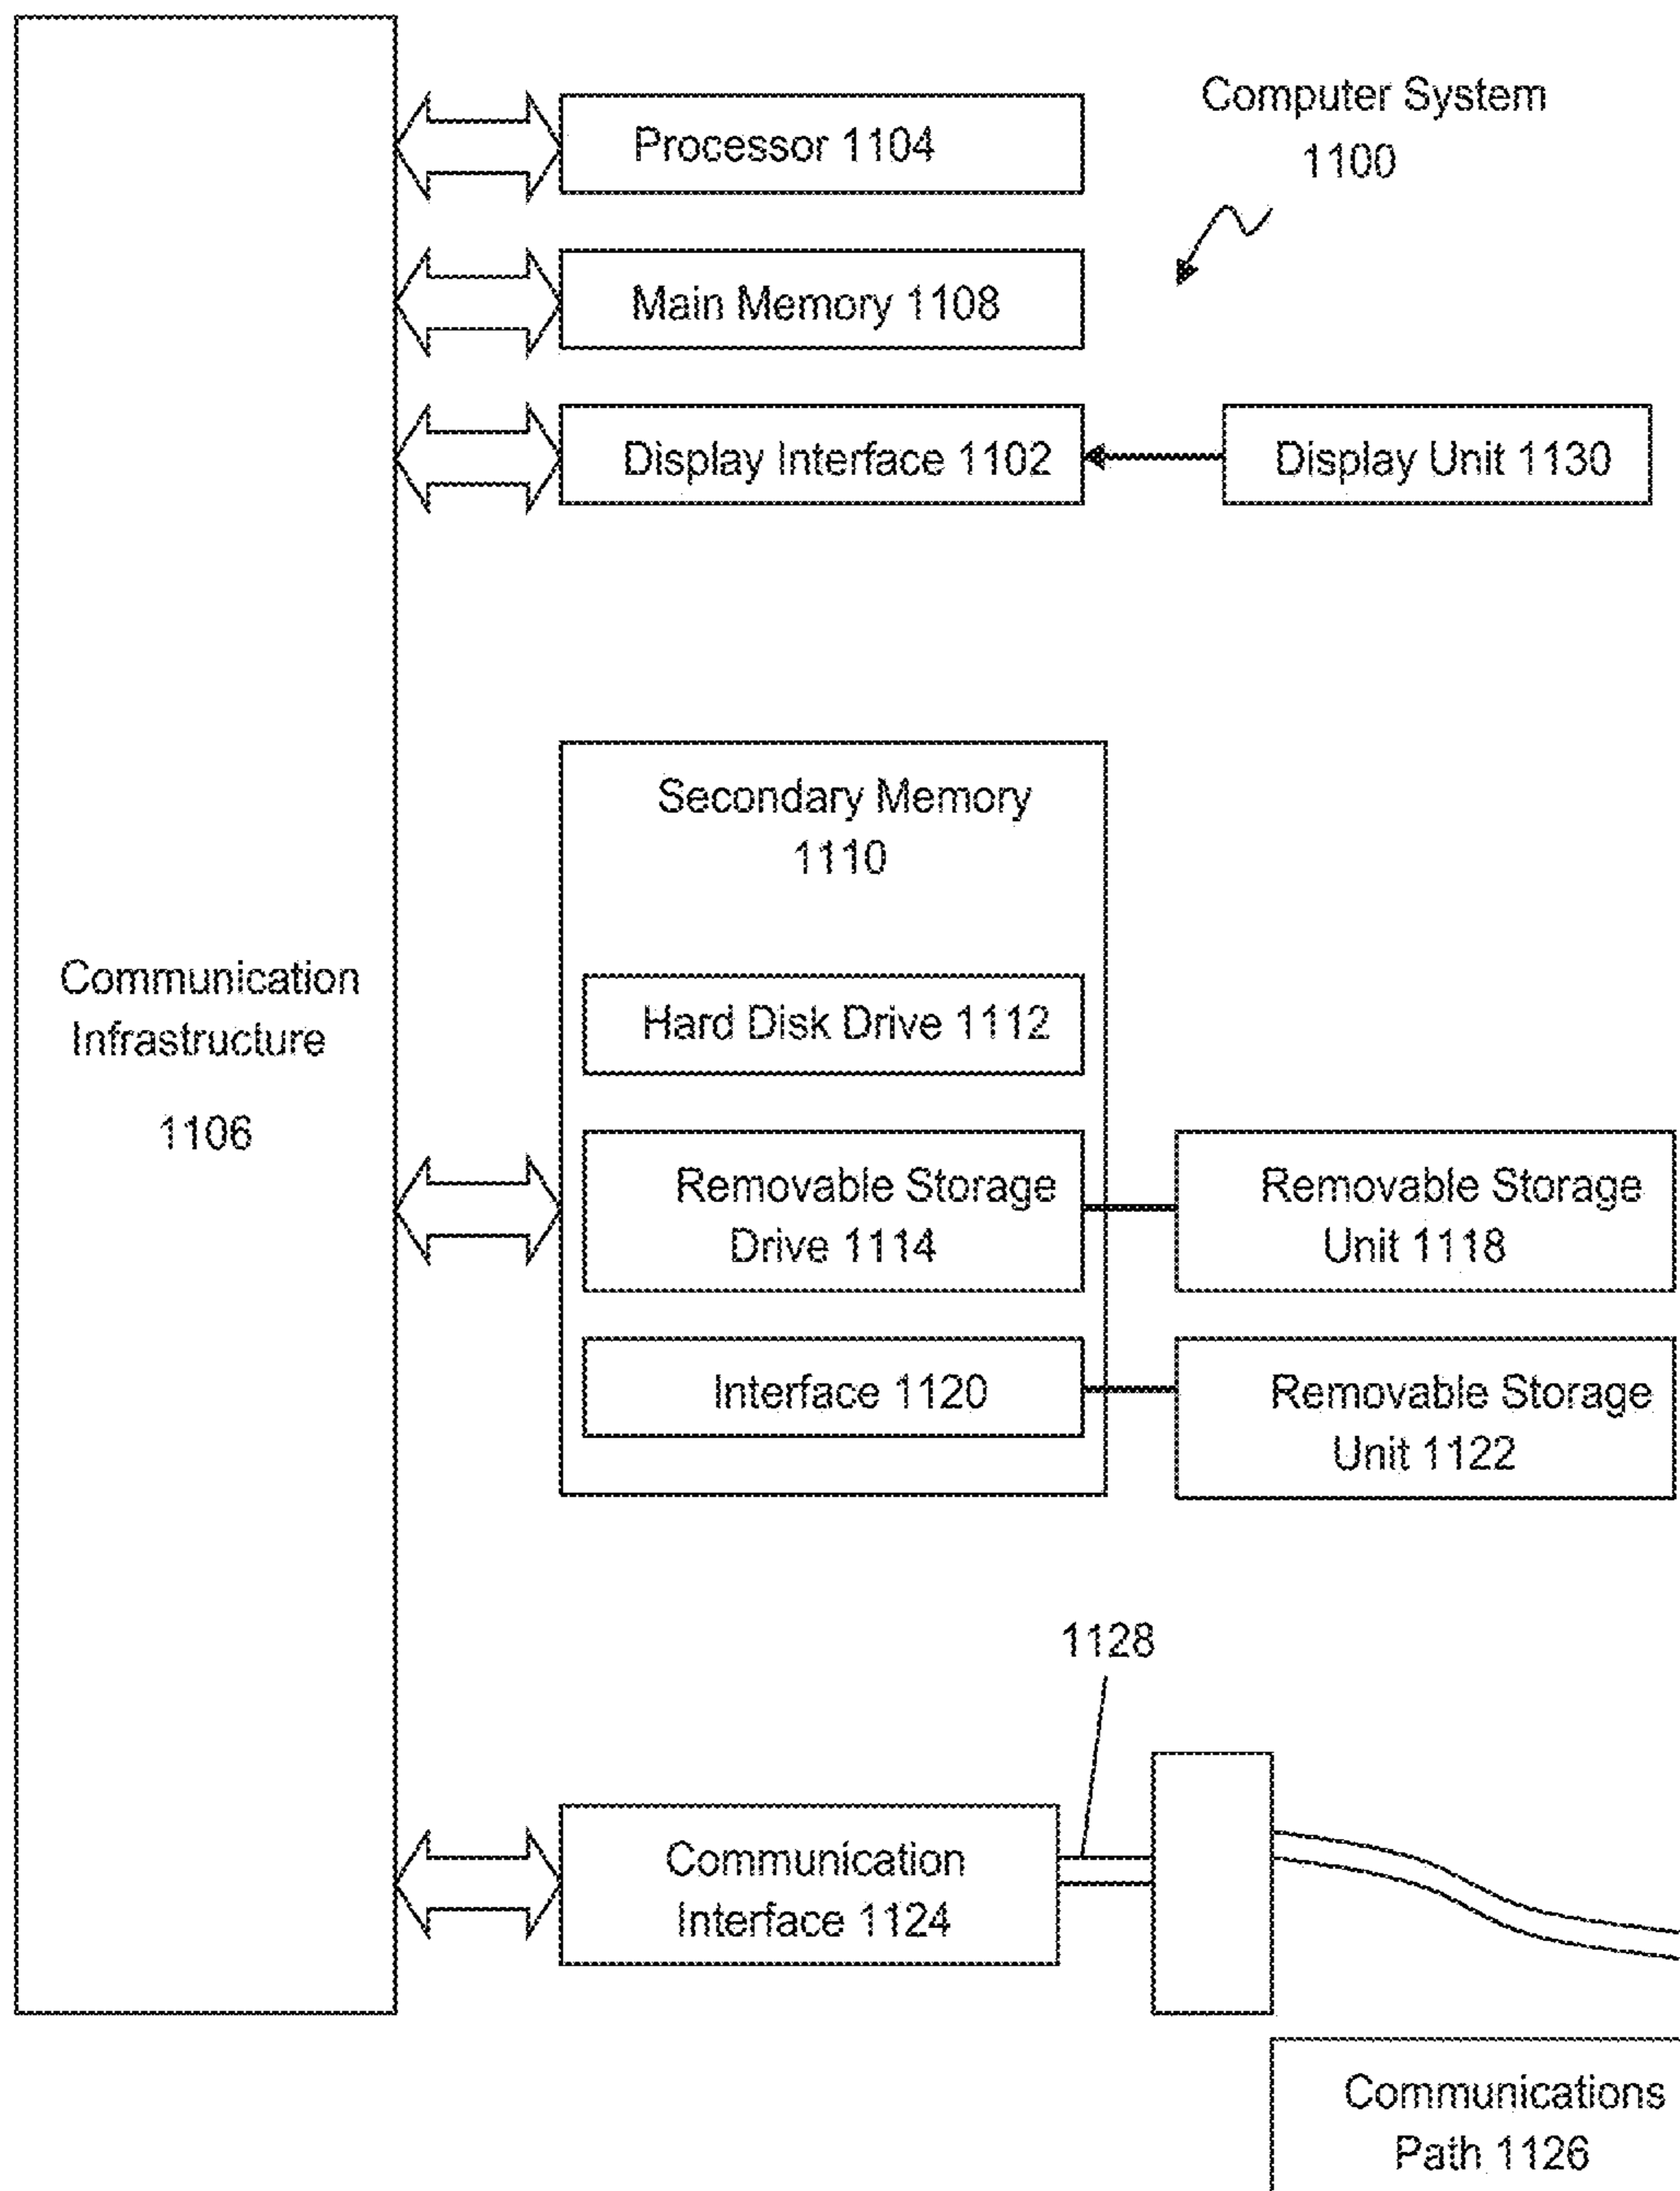 Computer System
1100
Processor 1104
Main Memory 1108
Display Interface 1102
Display Unit 1130
Secondary Memory
1110
Communication
Infrastructure
1106
Hard Disk Drive 1112
Removable Storage
Drive 1114
Removable Storage
Unit 1118
Interface 1120
Removable Storage
Unit 1122
1128
Communication
Interface 1124
Communications
Path 1126